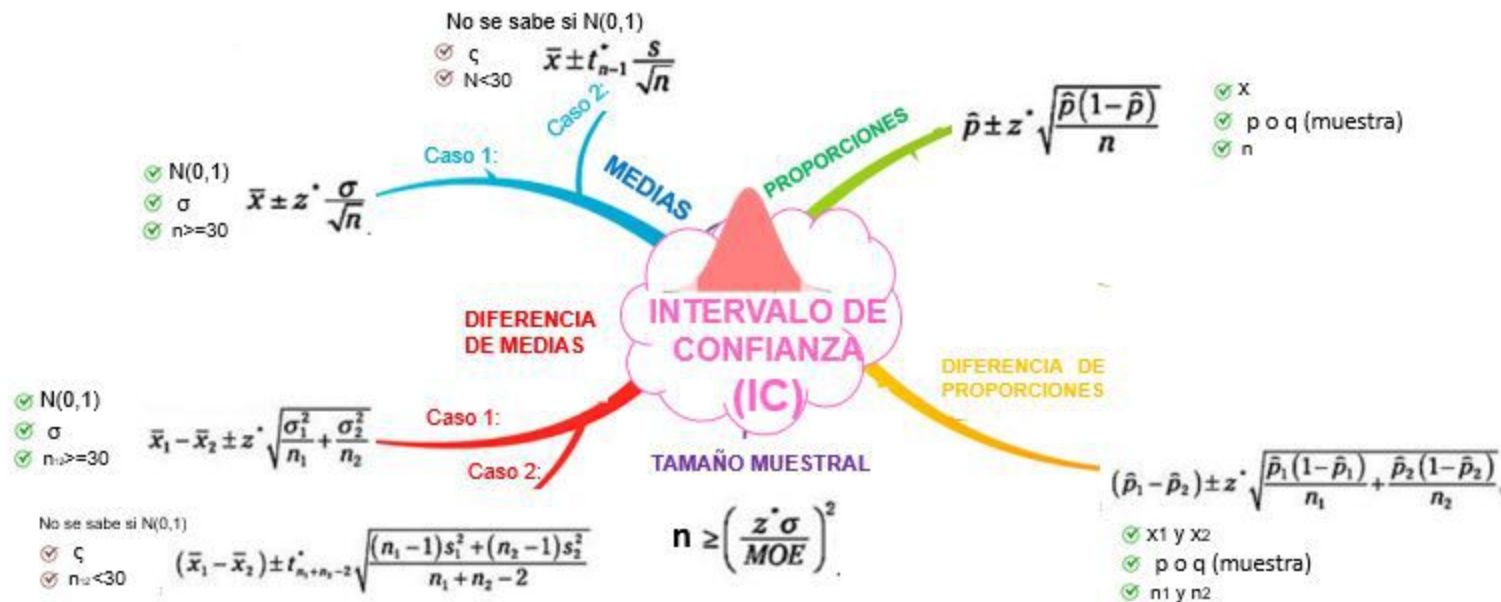 No se sabe si N(0,1)
ς
N<30
x̄ ± t*ₙ₋₁ s/√n
Caso 2:
Caso 1:
MEDIAS
N(0,1)
σ
n>=30
x̄ ± z* σ/√n
PROPORCIONES
p̂ ± z* √(p̂(1−p̂)/n)
x
p o q (muestra)
n
INTERVALO DE
CONFIANZA
(IC)
DIFERENCIA
DE MEDIAS
Caso 1:
N(0,1)
σ
n₁₂>=30
x̄₁ − x̄₂ ± z* √(σ₁²/n₁ + σ₂²/n₂)
Caso 2:
No se sabe si N(0,1)
ς
n₁₂<30
(x̄₁ − x̄₂) ± t*ₙ₁₊ₙ₂₋₂ √(((n₁−1)s₁² + (n₂−1)s₂²)/(n₁+n₂−2))
TAMAÑO MUESTRAL
n ≥ (z*σ/MOE)²
DIFERENCIA DE
PROPORCIONES
(p̂₁ − p̂₂) ± z* √(p̂₁(1−p̂₁)/n₁ + p̂₂(1−p̂₂)/n₂)
x1 y x2
p o q (muestra)
n1 y n2